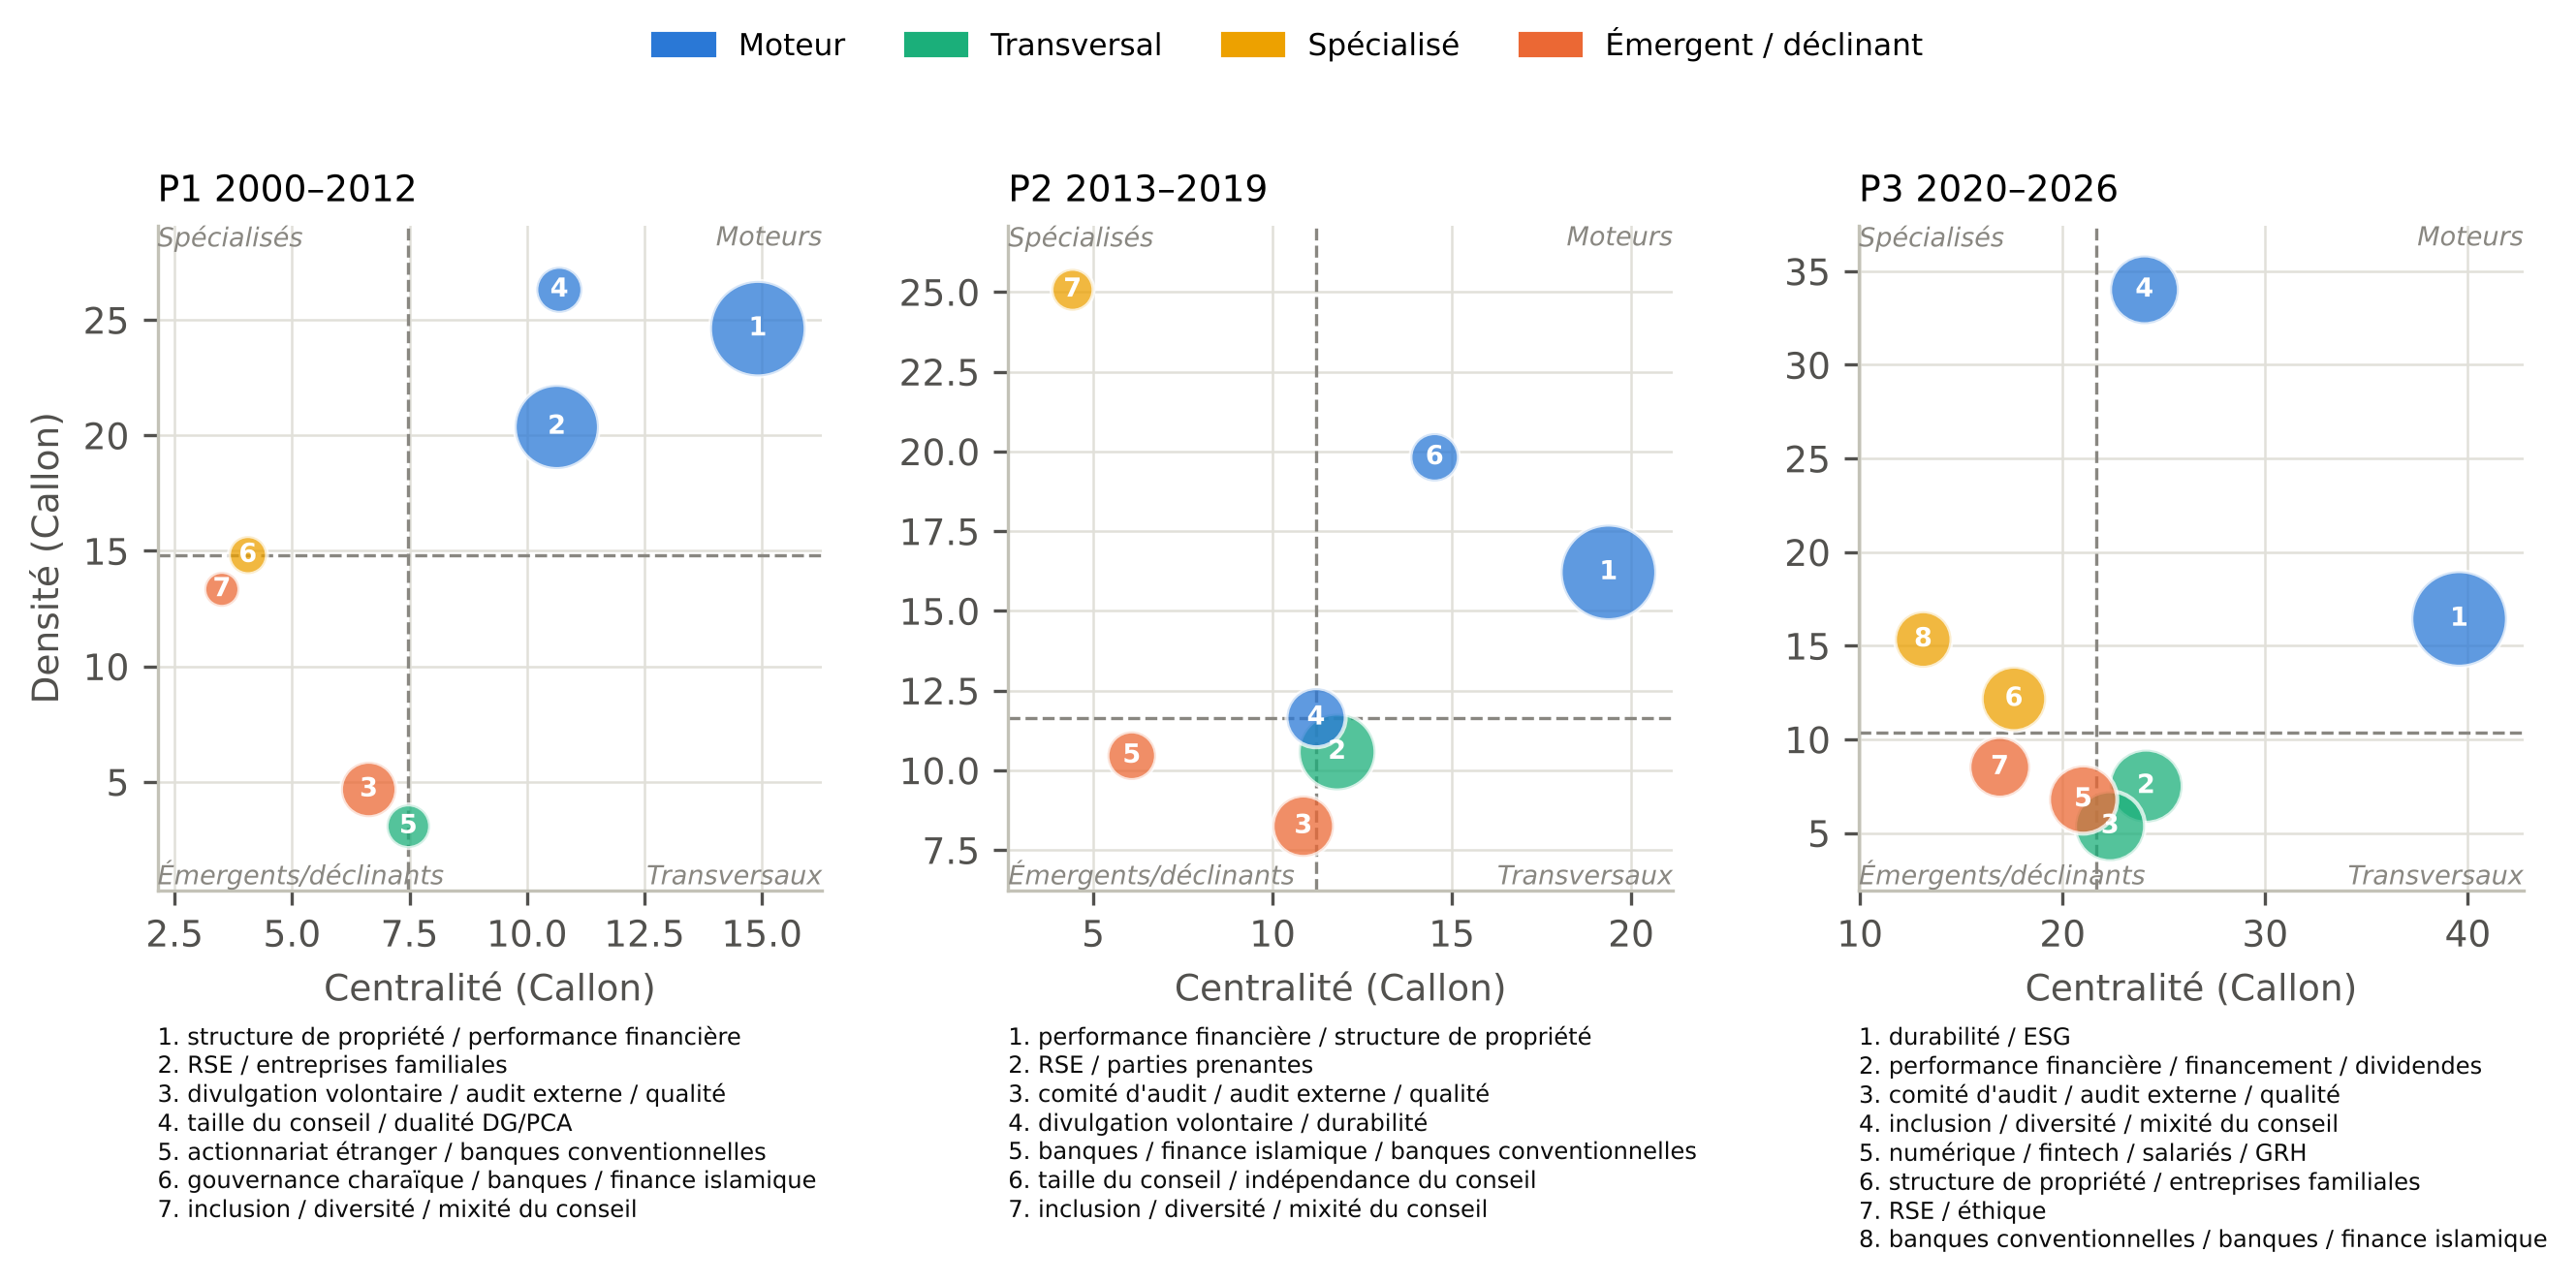 Moteur Transversal Spécialisé Émergent / déclinant
P1 2000–2012
Spécialisés Moteurs
4
1
25
2
20
Densité (Callon)
15
6
7
10
3
5
5
Émergents/déclinants Transversaux
2.5 5.0 7.5 10.0 12.5 15.0
Centralité (Callon)
1. structure de propriété / performance financière
2. RSE / entreprises familiales
3. divulgation volontaire / audit externe / qualité
4. taille du conseil / dualité DG/PCA
5. actionnariat étranger / banques conventionnelles
6. gouvernance charaïque / banques / finance islamique
7. inclusion / diversité / mixité du conseil
P2 2013–2019
Spécialisés Moteurs
25.0
7
22.5
20.0
6
17.5
1
15.0
12.5
4
2
5
10.0
3
7.5
Émergents/déclinants Transversaux
5 10 15 20
Centralité (Callon)
1. performance financière / structure de propriété
2. RSE / parties prenantes
3. comité d'audit / audit externe / qualité
4. divulgation volontaire / durabilité
5. banques / finance islamique / banques conventionnelles
6. taille du conseil / indépendance du conseil
7. inclusion / diversité / mixité du conseil
P3 2020–2026
Spécialisés Moteurs
35
4
30
25
20
1
15
8
6
10
7
2
5
3
5
Émergents/déclinants Transversaux
10 20 30 40
Centralité (Callon)
1. durabilité / ESG
2. performance financière / financement / dividendes
3. comité d'audit / audit externe / qualité
4. inclusion / diversité / mixité du conseil
5. numérique / fintech / salariés / GRH
6. structure de propriété / entreprises familiales
7. RSE / éthique
8. banques conventionnelles / banques / finance islamique